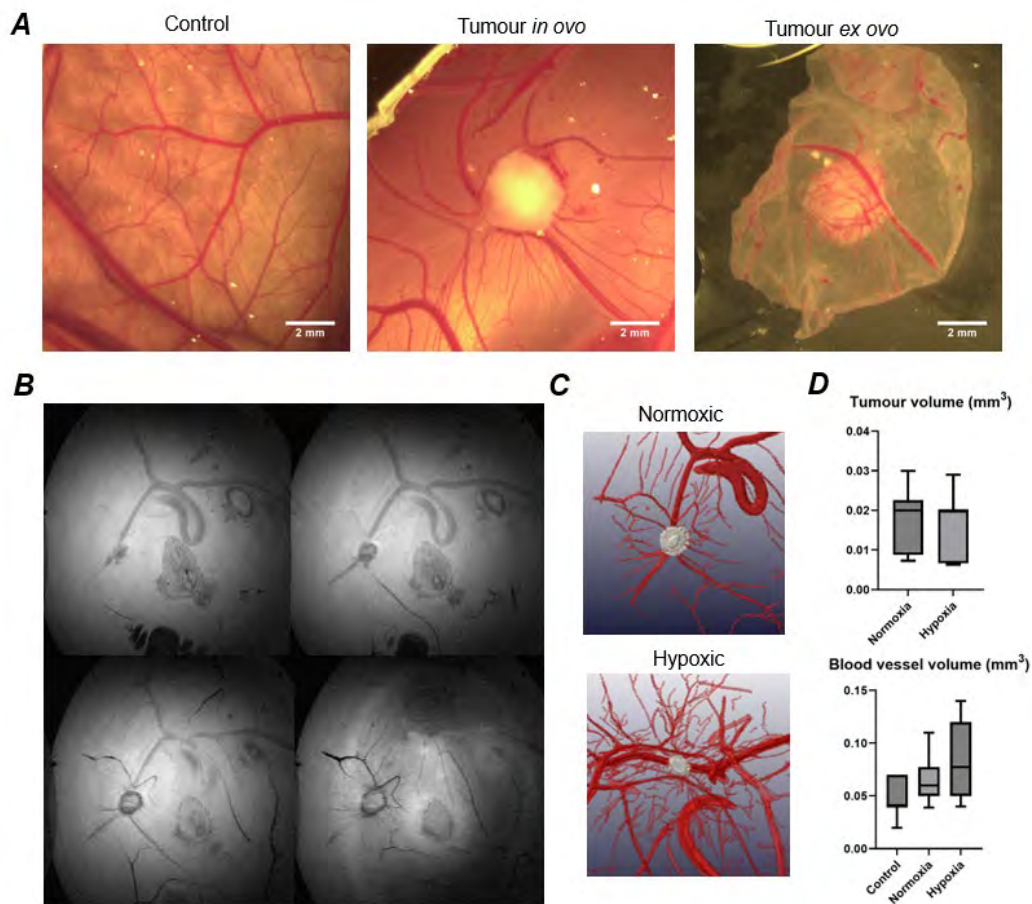 A
Control
Tumour in ovo
Tumour ex ovo
2 mm
2 mm
2 mm
B
C
D
Normoxic
Hypoxic
Tumour volume (mm³)
0.04
0.03
0.02
0.01
0.00
Normoxia
Hypoxia
Blood vessel volume (mm³)
0.15
0.10
0.05
0.00
Control
Normoxia
Hypoxia